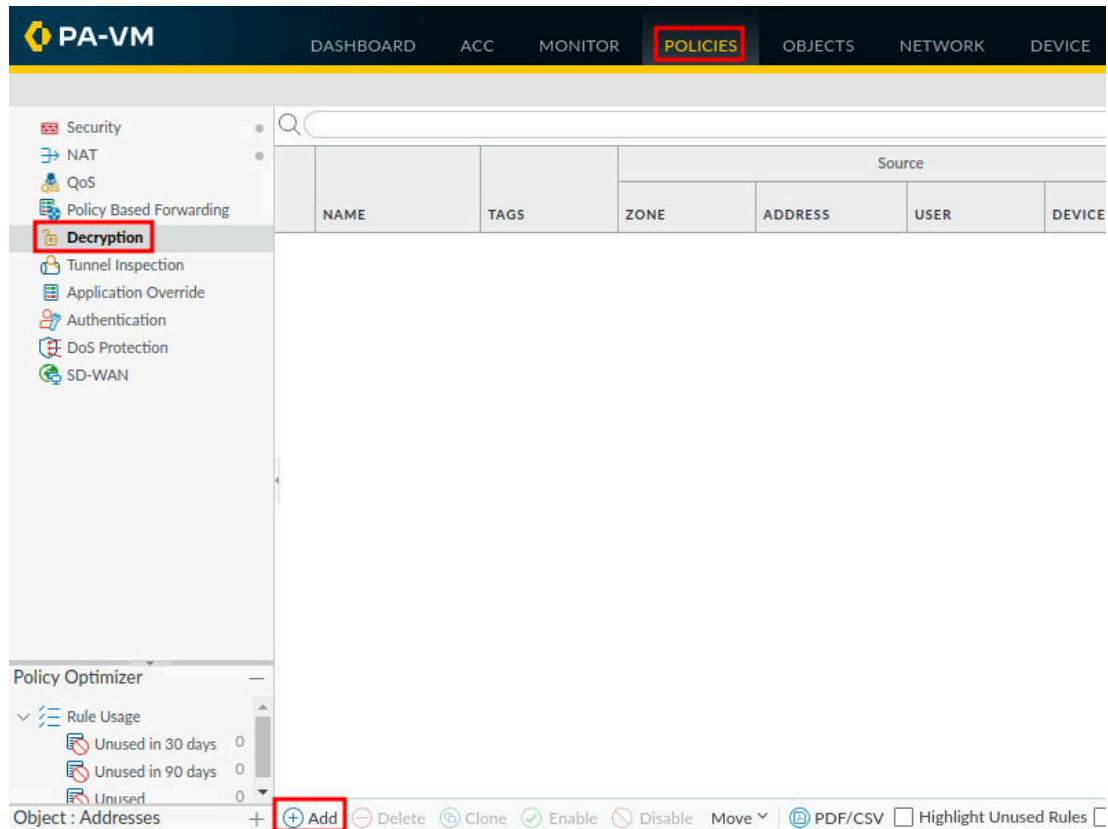 PA-VM
DASHBOARD ACC MONITOR POLICIES OBJECTS NETWORK DEVICE
Security
NAT
QoS
Policy Based Forwarding
Decryption
Tunnel Inspection
Application Override
Authentication
DoS Protection
SD-WAN
Source
NAME TAGS ZONE ADDRESS USER DEVICE
Policy Optimizer
Rule Usage
Unused in 30 days 0
Unused in 90 days 0
Unused 0
Object : Addresses
Add Delete Clone Enable Disable Move PDF/CSV Highlight Unused Rules